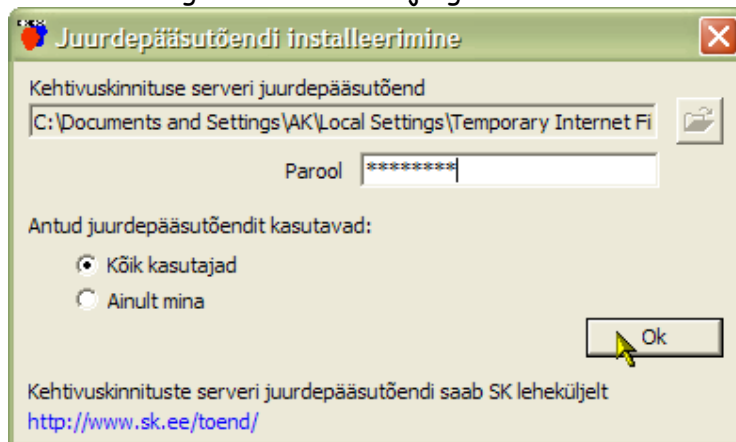 Juurdepääsutõendi installeerimine
Kehtivuskinnituse serveri juurdepääsutõend
C:\Documents and Settings\AK\Local Settings\Temporary Internet Fi
Parool ********
Antud juurdepääsutõendit kasutavad:
Kõik kasutajad
Ainult mina
Ok
Kehtivuskinnituste serveri juurdepääsutõendi saab SK leheküljelt
http://www.sk.ee/toend/